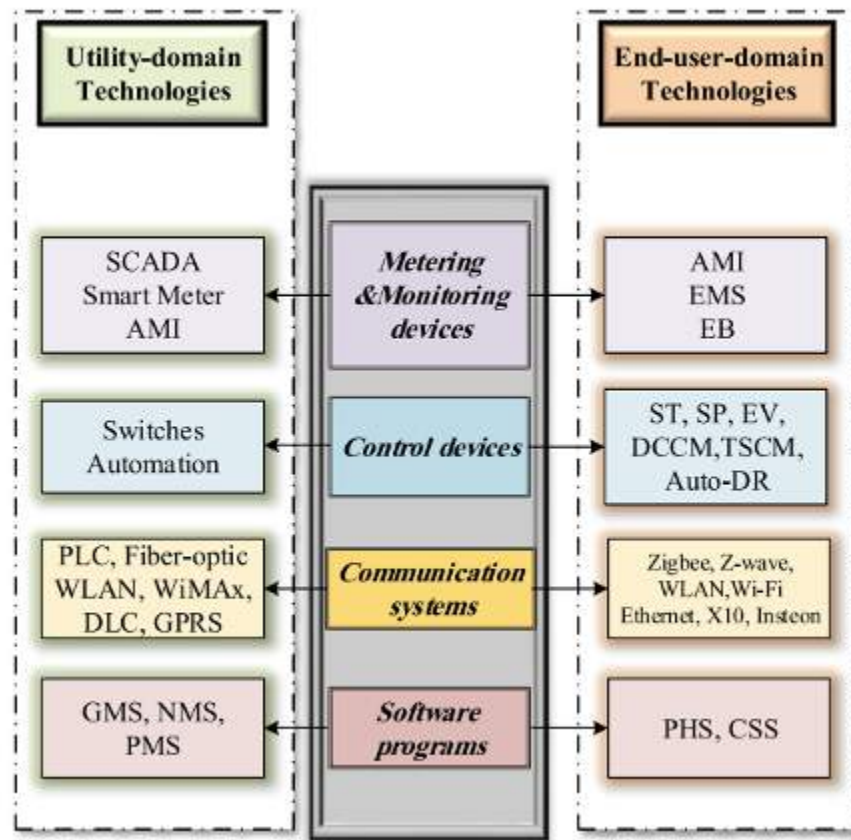 Utility-domain
Technologies
End-user-domain
Technologies
SCADA
Smart Meter
AMI
Metering
&Monitoring
devices
AMI
EMS
EB
Switches
Automation
Control devices
ST, SP, EV,
DCCM,TSCM,
Auto-DR
PLC, Fiber-optic
WLAN, WiMAx,
DLC, GPRS
Communication
systems
Zigbee, Z-wave,
WLAN,Wi-Fi
Ethernet, X10, Insteon
GMS, NMS,
PMS
Software
programs
PHS, CSS